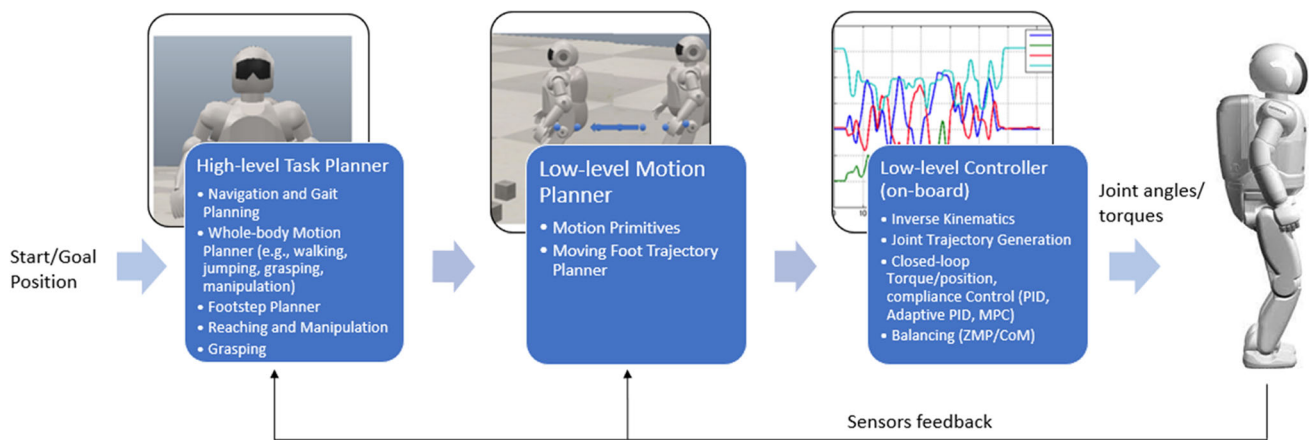 High-level Task Planner
• Navigation and Gait
Planning
• Whole-body Motion
Planner (e.g., walking,
jumping, grasping,
manipulation)
• Footstep Planner
• Reaching and Manipulation
• Grasping
Low-level Motion
Planner
• Motion Primitives
• Moving Foot Trajectory
Planner
Low-level Controller
(on-board)
• Inverse Kinematics
• Joint Trajectory Generation
• Closed-loop
Torque/position,
compliance Control (PID,
Adaptive PID, MPC)
• Balancing (ZMP/CoM)
Start/Goal
Position
Joint angles/
torques
Sensors feedback